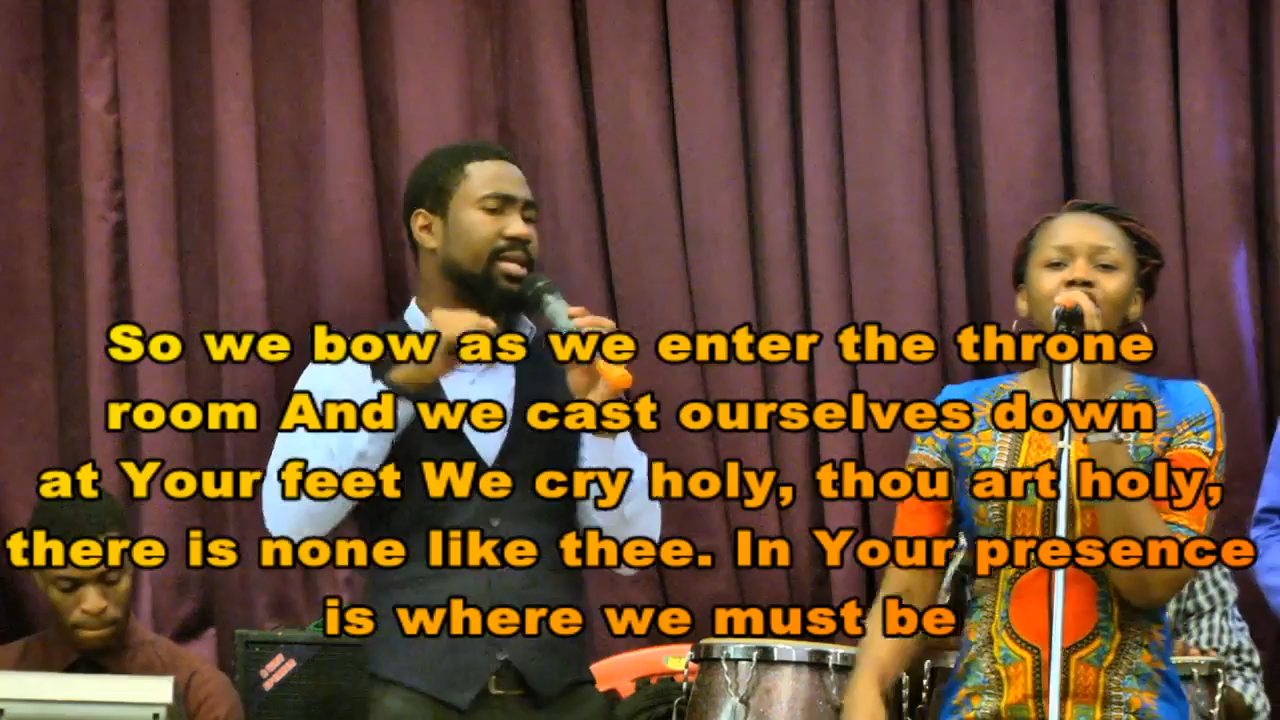 So we bow as we enter the throne
room And we cast ourselves down
at Your feet We cry holy, thou art holy,
there is none like thee. In Your presence
is where we must be